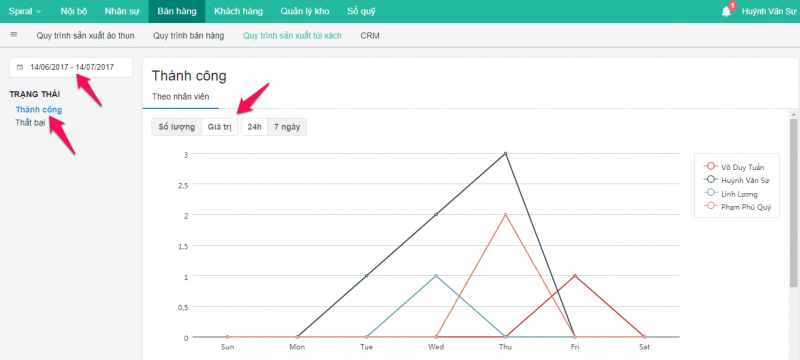 Spiral Nội bộ Nhân sự Bán hàng Khách hàng Quản lý kho Sổ quỹ 1 Huỳnh Văn Sự
Quy trình sản xuất áo thun Quy trình bán hàng Quy trình sản xuất túi xách CRM
14/06/2017 - 14/07/2017
TRẠNG THÁI
Thành công
Thất bại
Thành công
Theo nhân viên
Số lượng Giá trị 24h 7 ngày
3
2.5
2
1.5
1
0.5
0
Sun Mon Tue Wed Thu Fri Sat
Võ Duy Tuấn
Huỳnh Văn Sự
Linh Lương
Phạm Phú Quý